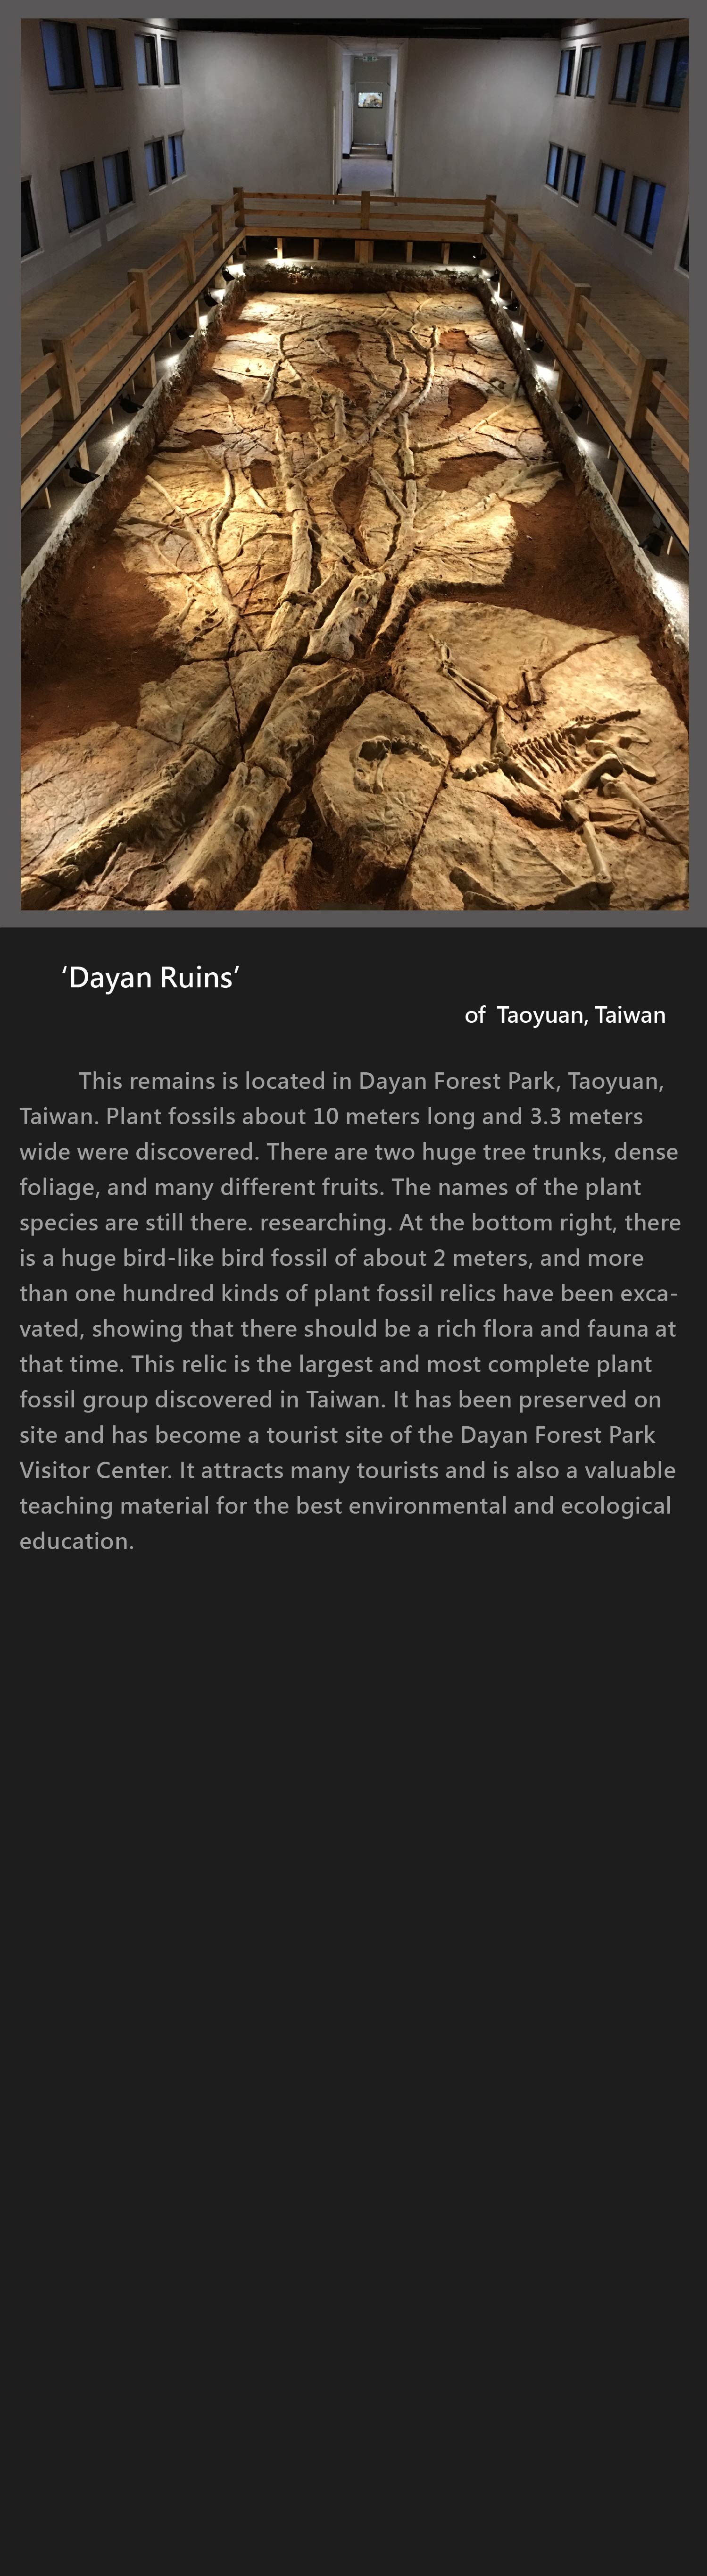 ‘Dayan Ruins’
of Taoyuan, Taiwan
This remains is located in Dayan Forest Park, Taoyuan,
Taiwan. Plant fossils about 10 meters long and 3.3 meters
wide were discovered. There are two huge tree trunks, dense
foliage, and many different fruits. The names of the plant
species are still there. researching. At the bottom right, there
is a huge bird-like bird fossil of about 2 meters, and more
than one hundred kinds of plant fossil relics have been exca-
vated, showing that there should be a rich flora and fauna at
that time. This relic is the largest and most complete plant
fossil group discovered in Taiwan. It has been preserved on
site and has become a tourist site of the Dayan Forest Park
Visitor Center. It attracts many tourists and is also a valuable
teaching material for the best environmental and ecological
education.